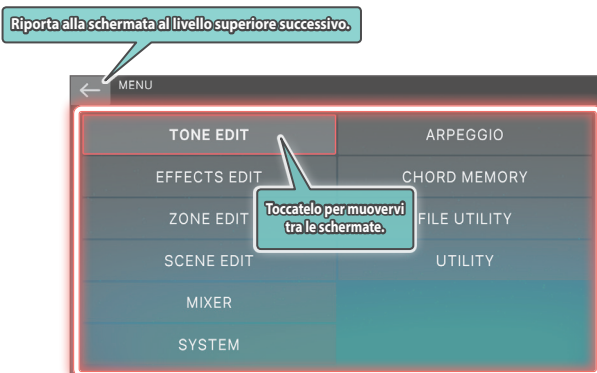 Riporta alla schermata al livello superiore successivo.
MENU
TONE EDIT
ARPEGGIO
EFFECTS EDIT
CHORD MEMORY
ZONE EDIT
Toccatelo per muovervi
tra le schermate.
FILE UTILITY
SCENE EDIT
UTILITY
MIXER
SYSTEM